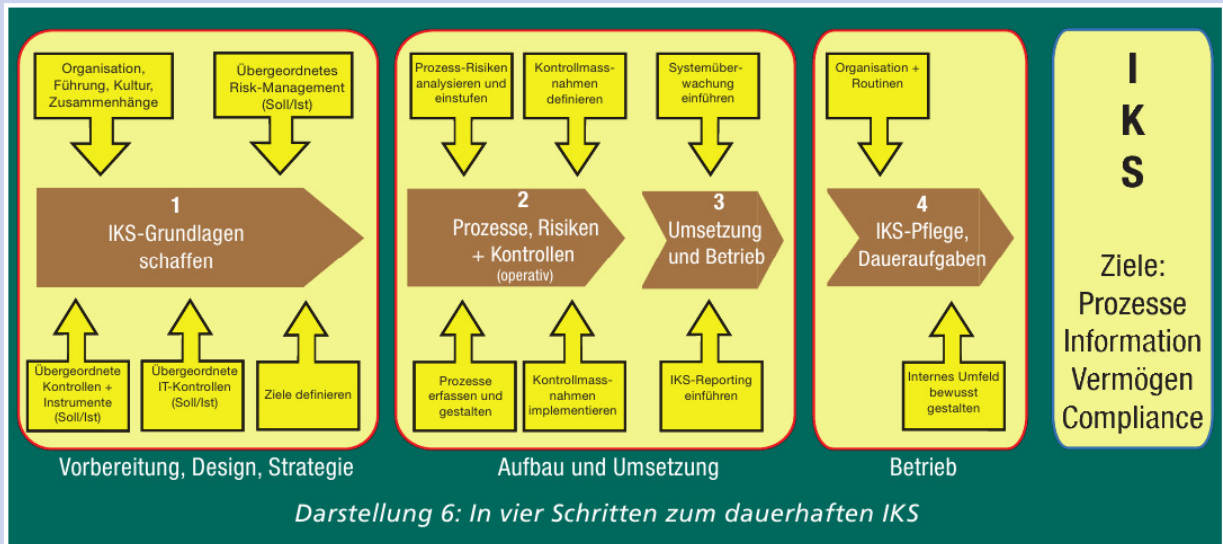 Organisation,
Führung, Kultur,
Zusammenhänge
Übergeordnetes
Risk-Management
(Soll/Ist)
1
IKS-Grundlagen
schaffen
Übergeordnete
Kontrollen +
Instrumente
(Soll/Ist)
Übergeordnete
IT-Kontrollen
(Soll/Ist)
Ziele definieren
Vorbereitung, Design, Strategie
Prozess-Risiken
analysieren und
einstufen
Kontrollmass-
nahmen
definieren
Systemüber-
wachung
einführen
2
Prozesse, Risiken
+ Kontrollen
(operativ)
3
Umsetzung
und Betrieb
Prozesse
erfassen und
gestalten
Kontrollmass-
nahmen
implementieren
IKS-Reporting
einführen
Aufbau und Umsetzung
Organisation +
Routinen
4
IKS-Pflege,
Daueraufgaben
Internes Umfeld
bewusst
gestalten
Betrieb
I
K
S
Ziele:
Prozesse
Information
Vermögen
Compliance
Darstellung 6: In vier Schritten zum dauerhaften IKS